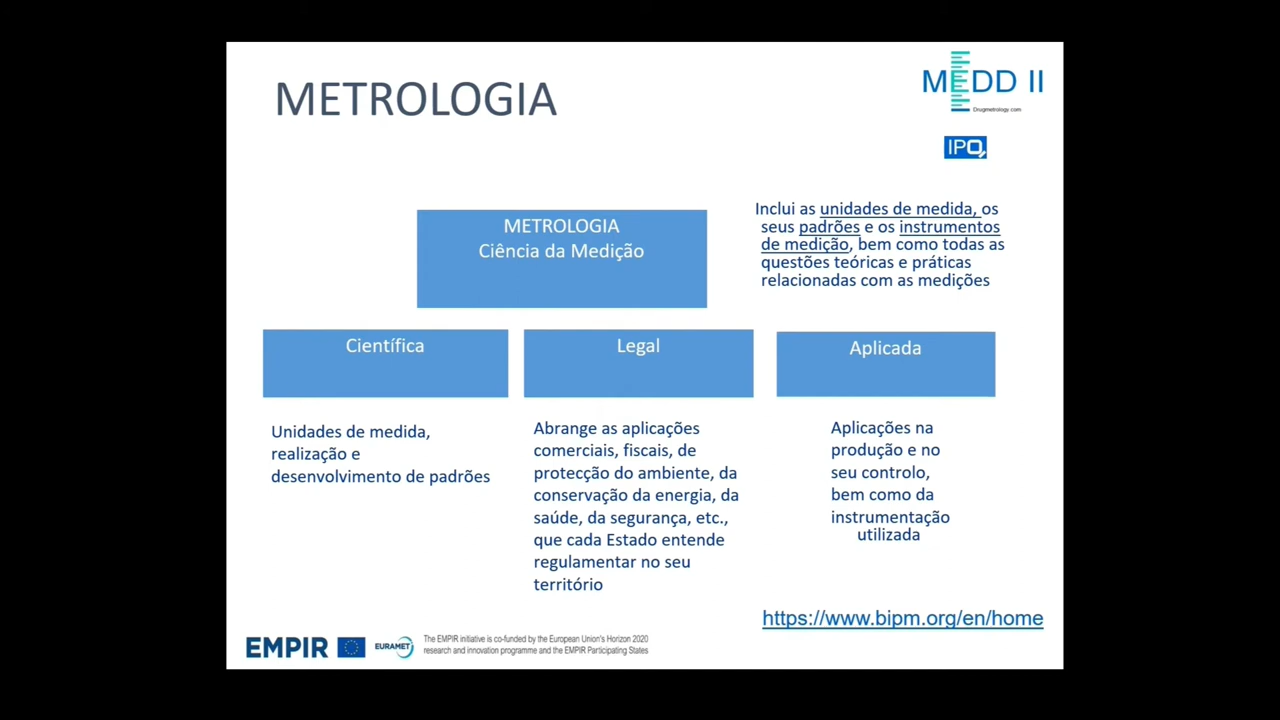 METROLOGIA
MEDD II
Drugmetrology.com
IPQ
METROLOGIA
Ciência da Medição
Inclui as unidades de medida, os
seus padrões e os instrumentos
de medição, bem como todas as
questões teóricas e práticas
relacionadas com as medições
Científica
Legal
Aplicada
Unidades de medida,
realização e
desenvolvimento de padrões
Abrange as aplicações
comerciais, fiscais, de
protecção do ambiente, da
conservação da energia, da
saúde, da segurança, etc.,
que cada Estado entende
regulamentar no seu
território
Aplicações na
produção e no
seu controlo,
bem como da
instrumentação
utilizada
https://www.bipm.org/en/home
EMPIR
EURAMET
The EMPIR initiative is co-funded by the European Union's Horizon 2020
research and innovation programme and the EMPIR Participating States